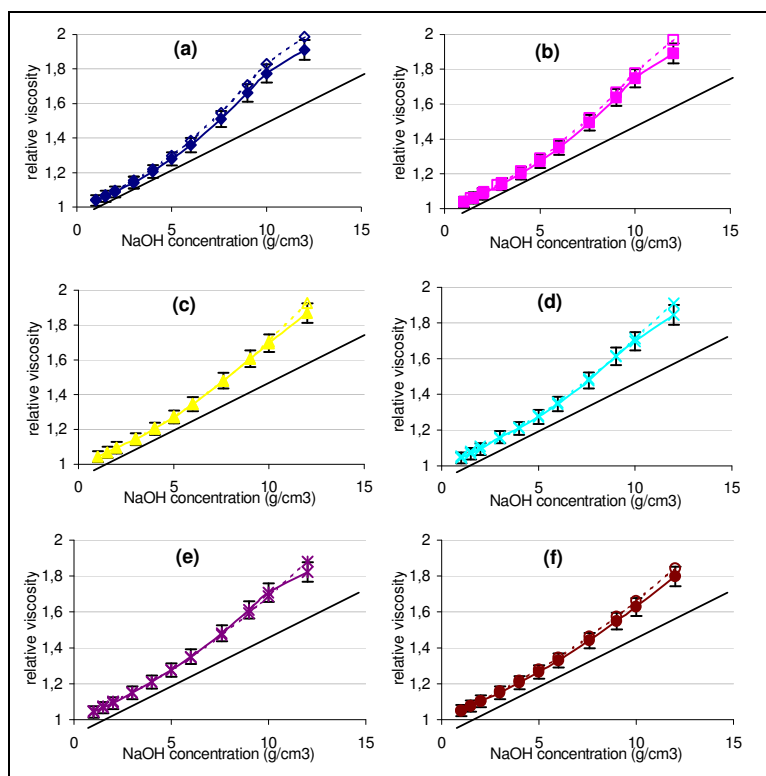 (a)
relative viscosity
2
1,8
1,6
1,4
1,2
1
0 5 10 15
NaOH concentration (g/cm3)
(b)
relative viscosity
2
1,8
1,6
1,4
1,2
1
0 5 10 15
NaOH concentration (g/cm3)
(c)
relative viscosity
2
1,8
1,6
1,4
1,2
1
0 5 10 15
NaOH concentration (g/cm3)
(d)
relative viscosity
2
1,8
1,6
1,4
1,2
1
0 5 10 15
NaOH concentration (g/cm3)
(e)
relative viscosity
2
1,8
1,6
1,4
1,2
1
0 5 10 15
NaOH concentration (g/cm3)
(f)
relative viscosity
2
1,8
1,6
1,4
1,2
1
0 5 10 15
NaOH concentration (g/cm3)